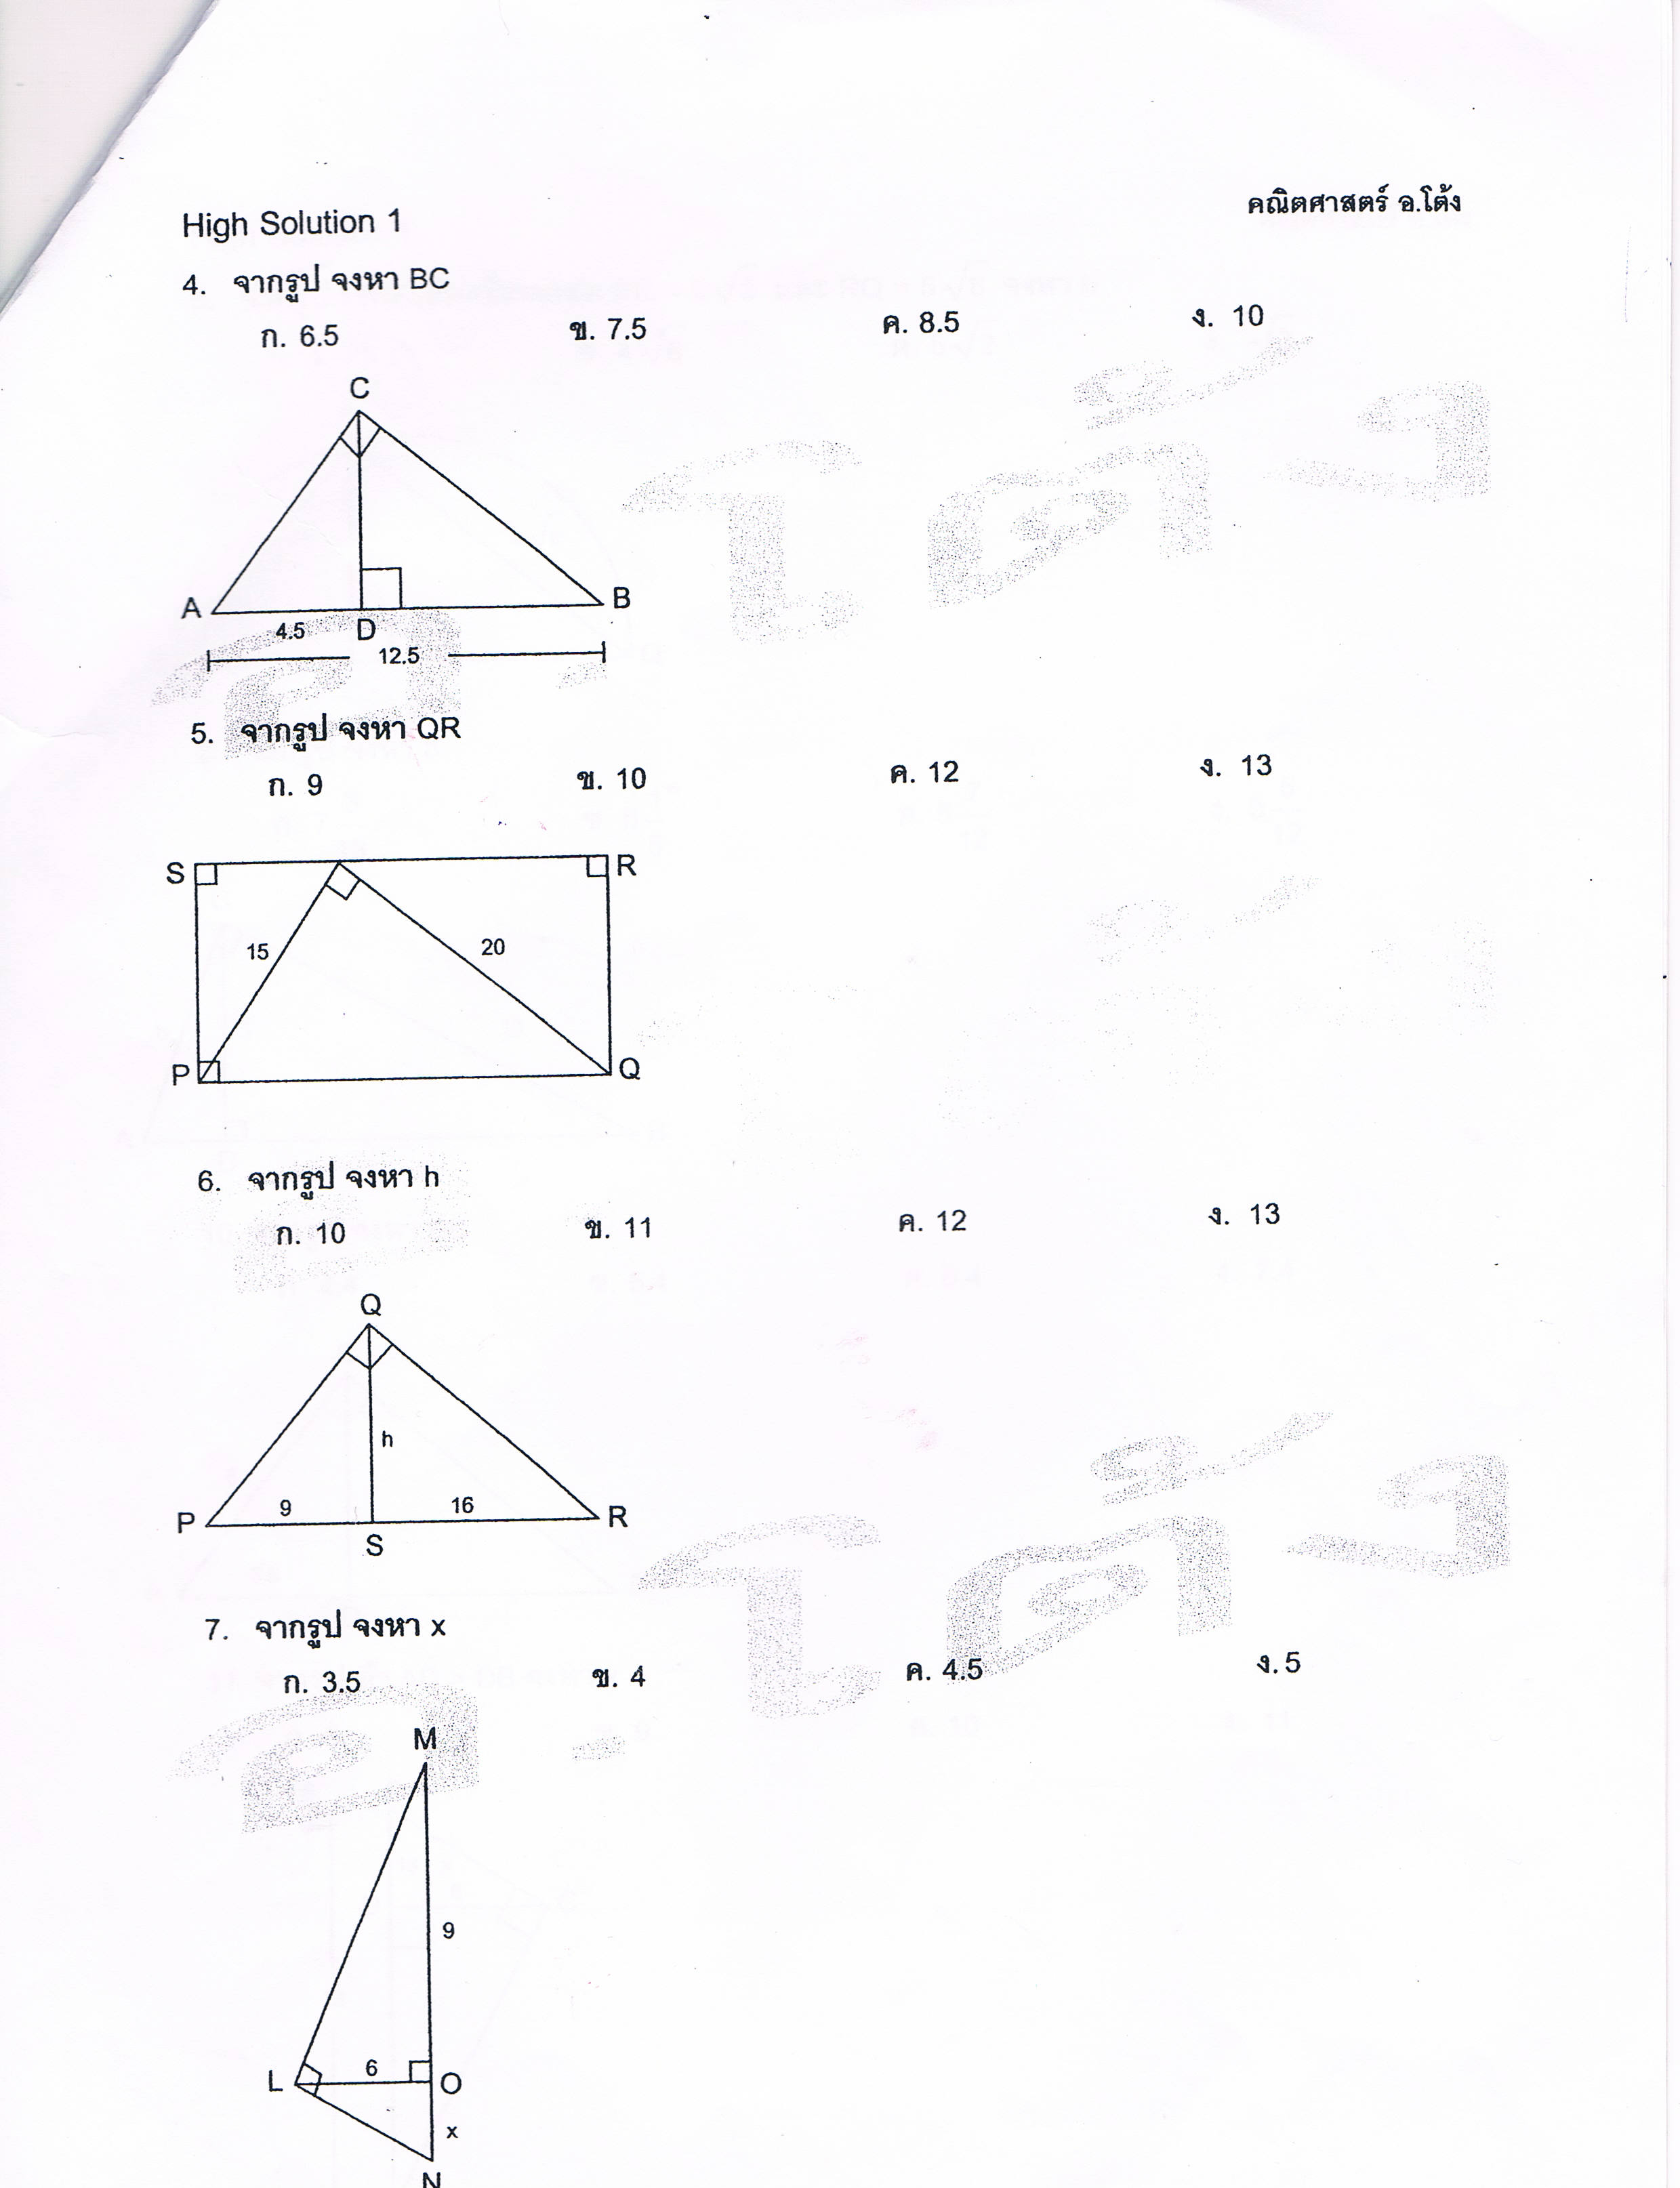 คณิตศาสตร์ อ.โต้ง
High Solution 1
4. จากรูป จงหา BC
ก. 6.5 ข. 7.5 ค. 8.5 ง. 10
C
A B
4.5 D
12.5
5. จากรูป จงหา QR
ก. 9 ข. 10 ค. 12 ง. 13
S R
15 20
P Q
6. จากรูป จงหา h
ก. 10 ข. 11 ค. 12 ง. 13
Q
h
P 9 16 R
S
7. จากรูป จงหา x
ก. 3.5 ข. 4 ค. 4.5 ง. 5
M
9
L 6 O
x
N
อ.โต้ง
อ.โต้ง